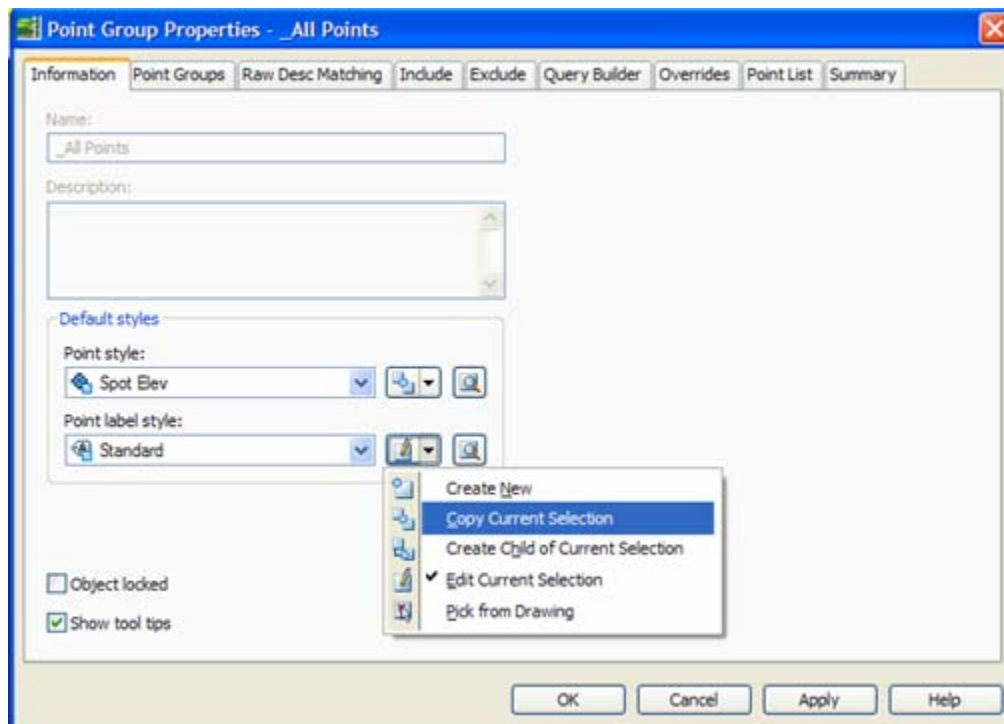 Point Group Properties - _All Points
Information Point Groups Raw Desc Matching Include Exclude Query Builder Overrides Point List Summary
Name:
_All Points
Description:
Default styles
Point style:
Spot Elev
Point label style:
Standard
Create New
Copy Current Selection
Create Child of Current Selection
Edit Current Selection
Pick from Drawing
Object locked
Show tool tips
OK Cancel Apply Help